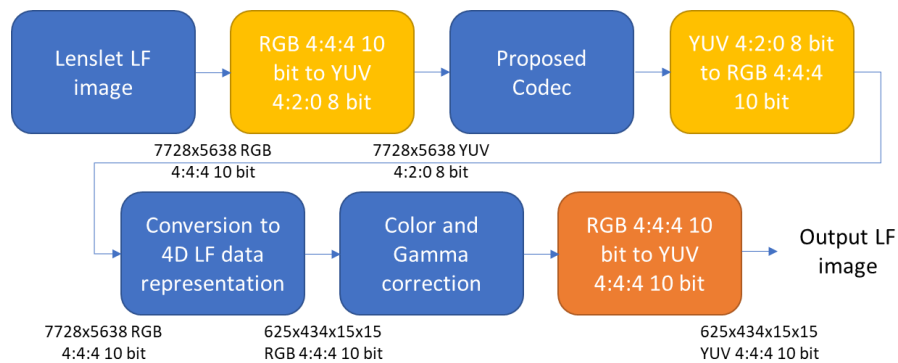 Lenslet LF
image
RGB 4:4:4 10
bit to YUV
4:2:0 8 bit
Proposed
Codec
YUV 4:2:0 8 bit
to RGB 4:4:4
10 bit
7728x5638 RGB
4:4:4 10 bit
7728x5638 YUV
4:2:0 8 bit
Conversion to
4D LF data
representation
Color and
Gamma
correction
RGB 4:4:4 10
bit to YUV
4:4:4 10 bit
Output LF
image
7728x5638 RGB
4:4:4 10 bit
625x434x15x15
RGB 4:4:4 10 bit
625x434x15x15
YUV 4:4:4 10 bit